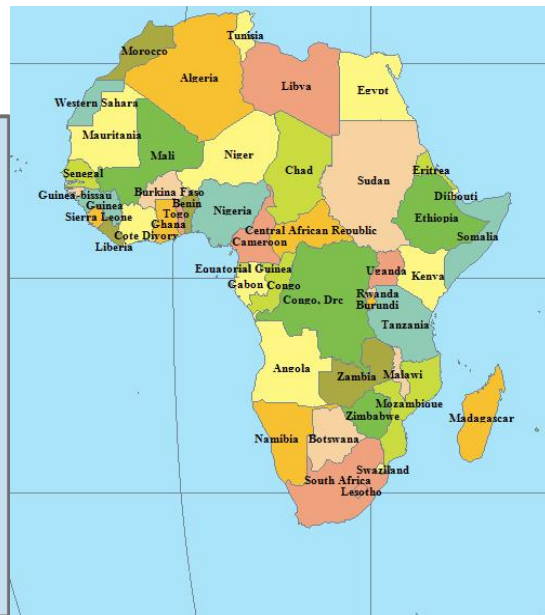 Tunisia
Morocco
Algeria
Libya
Egypt
Western Sahara
Mauritania
Mali
Niger
Chad
Sudan
Eritrea
Senegal
Guinea-bissau
Guinea
Sierra Leone
Liberia
Burkina Faso
Benin
Togo
Ghana
Cote Divory
Nigeria
Djibouti
Ethiopia
Somalia
Central African Republic
Cameroon
Equatorial Guinea
Gabon
Congo
Congo, Drc
Uganda
Kenya
Rwanda
Burundi
Tanzania
Angola
Zambia
Malawi
Mozambique
Zimbabwe
Madagascar
Namibia
Botswana
Swaziland
South Africa
Lesotho